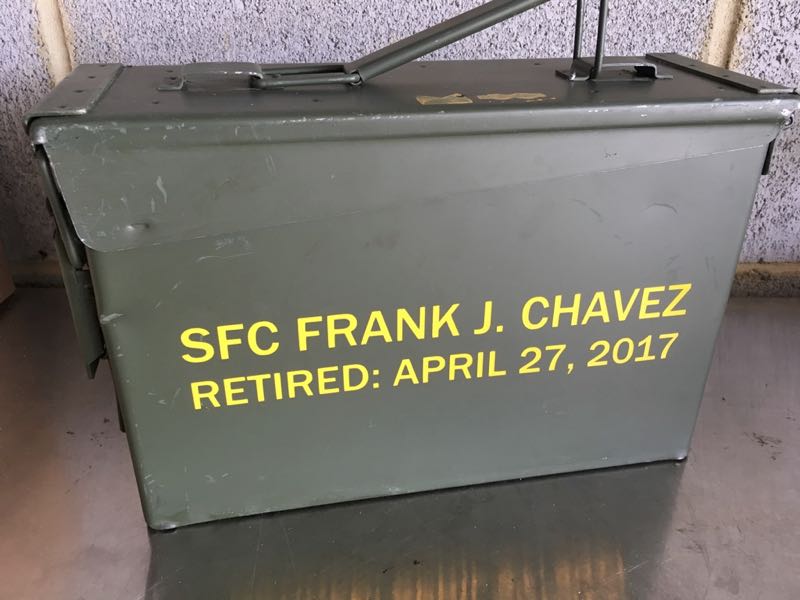 SFC FRANK J. CHAVEZ
RETIRED: APRIL 27, 2017